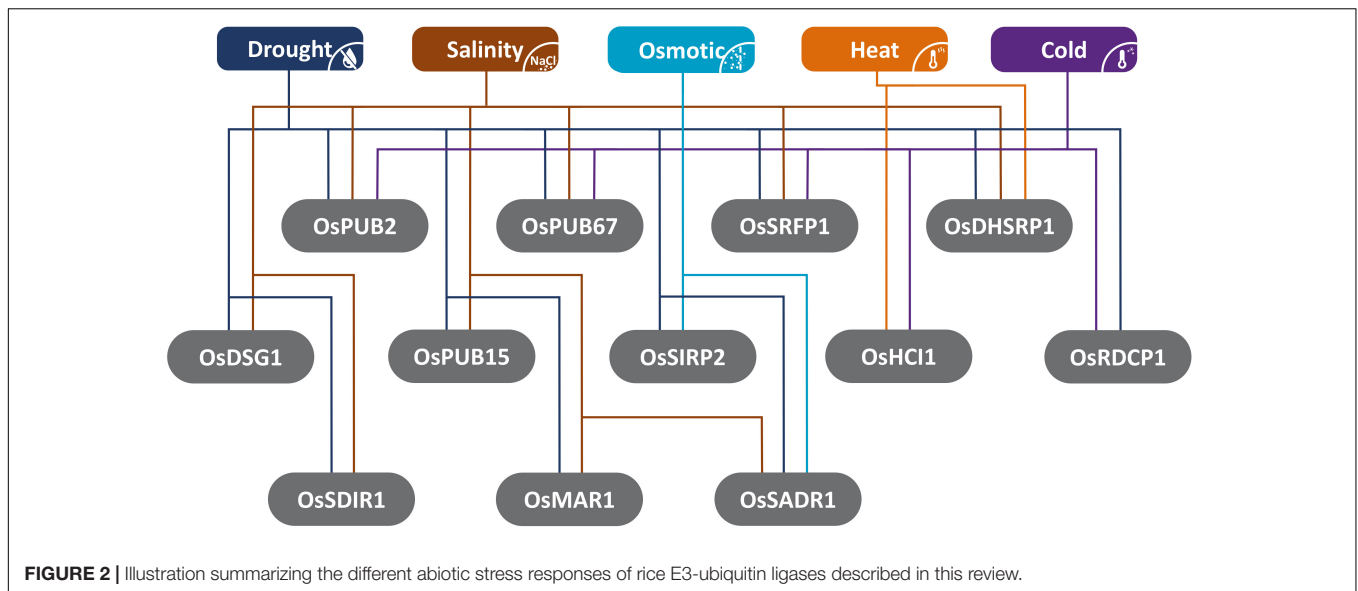 Drought
Salinity
NaCl
Osmotic
Heat
Cold
OsPUB2
OsPUB67
OsSRFP1
OsDHSRP1
OsDSG1
OsPUB15
OsSIRP2
OsHCI1
OsRDCP1
OsSDIR1
OsMAR1
OsSADR1
FIGURE 2 | Illustration summarizing the different abiotic stress responses of rice E3-ubiquitin ligases described in this review.